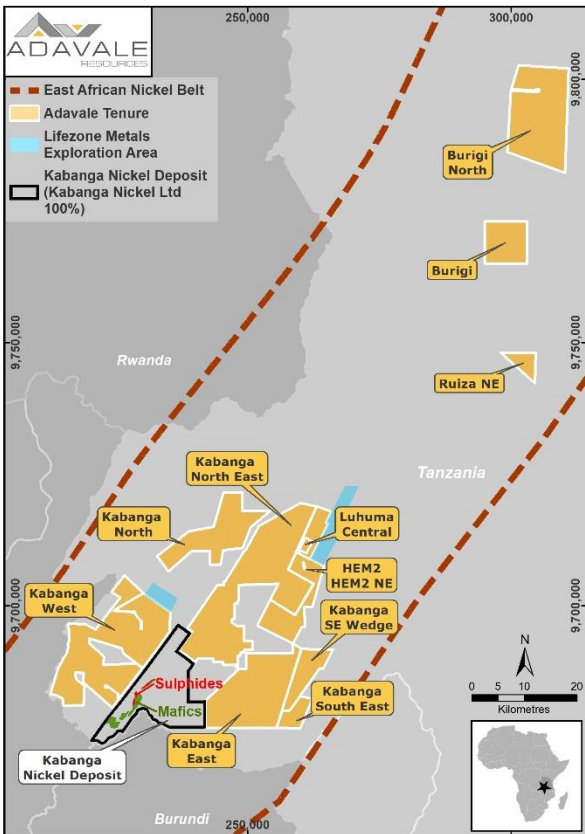 ADAVALE
RESOURCES
East African Nickel Belt
Adavale Tenure
Lifezone Metals
Exploration Area
Kabanga Nickel Deposit
(Kabanga Nickel Ltd
100%)
250,000
300,000
9,800,000
9,800,000
Burigi
North
Burigi
9,750,000
9,750,000
Rwanda
Ruiza NE
Tanzania
Kabanga
North East
Kabanga
North
Luhuma
Central
HEM2
HEM2 NE
Kabanga
West
9,700,000
9,700,000
Kabanga
SE Wedge
Sulphides
Mafics
Kabanga
South East
Kabanga
East
Kabanga
Nickel Deposit
N
0 10 20
Kilometres
Burundi
250,000